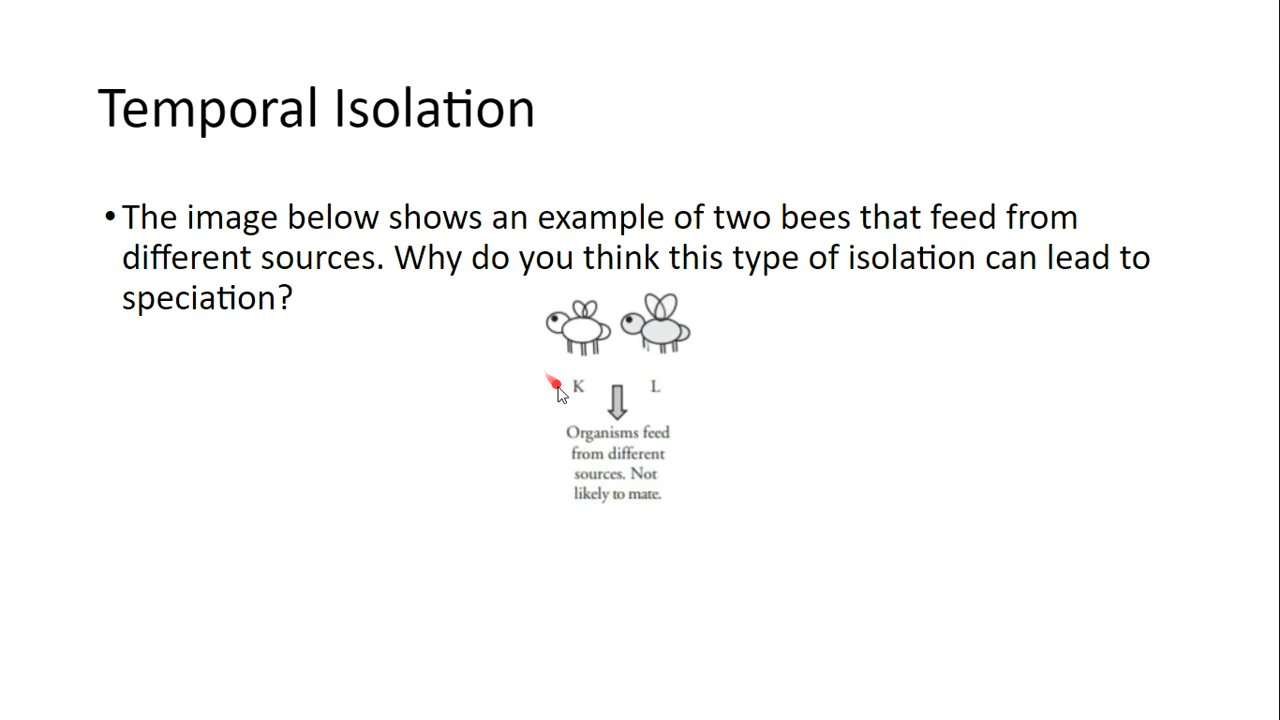 Temporal Isolation
• The image below shows an example of two bees that feed from
different sources. Why do you think this type of isolation can lead to
speciation?
K L
Organisms feed
from different
sources. Not
likely to mate.